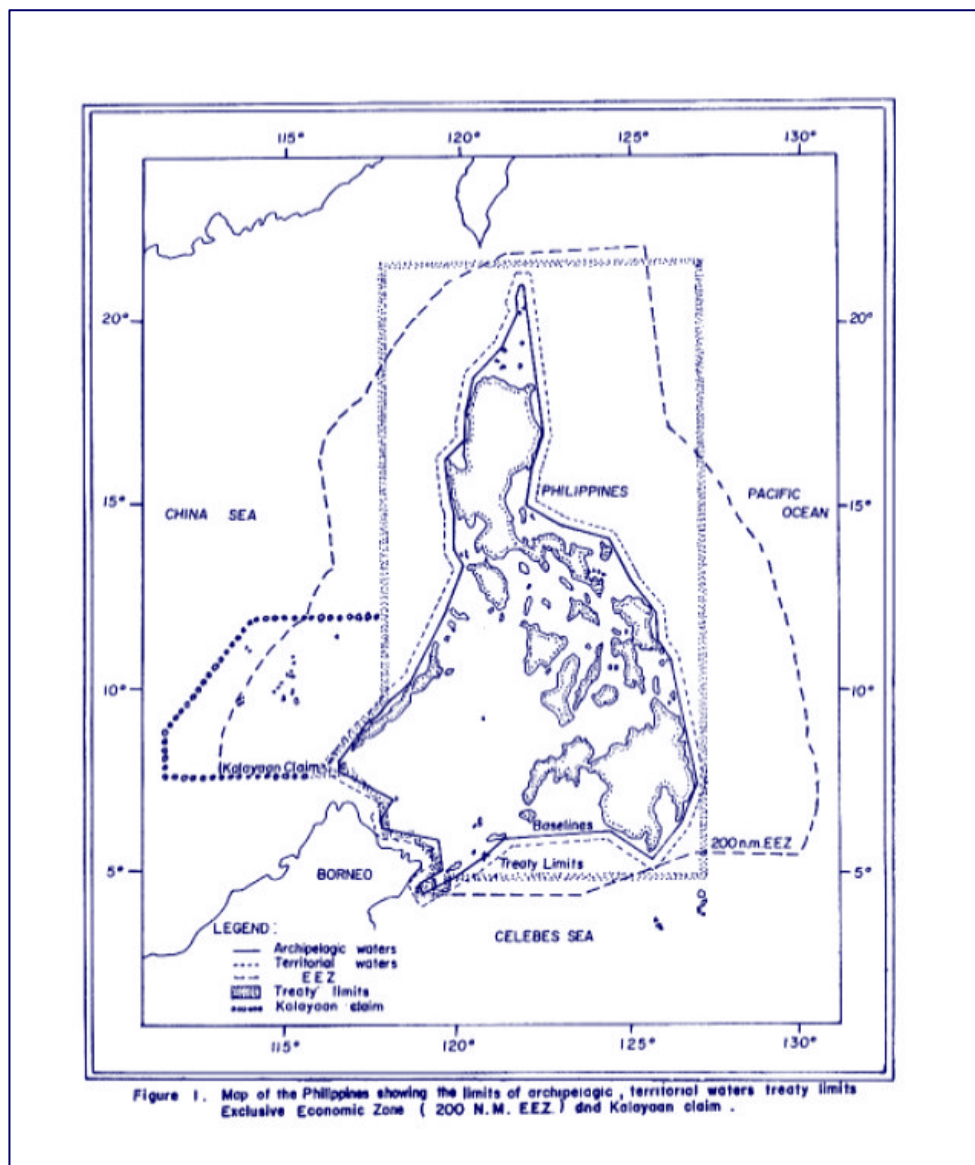 115° 120° 125° 130°
20° 20°
PHILIPPINES
PACIFIC
OCEAN
CHINA SEA
15° 15°
10° 10°
(Kalayaan Claim)
Baselines
200 n.m. EEZ
Treaty Limits
5° 5°
BORNEO
CELEBES SEA
LEGEND :
Archipelagic waters
Territorial waters
EEZ
Treaty limits
Kalayaan claim
115° 120° 125° 130°
Figure 1. Map of the Philippines showing the limits of archipelagic, territorial waters treaty limits
Exclusive Economic Zone ( 200 N.M. EEZ.) and Kalayaan claim .